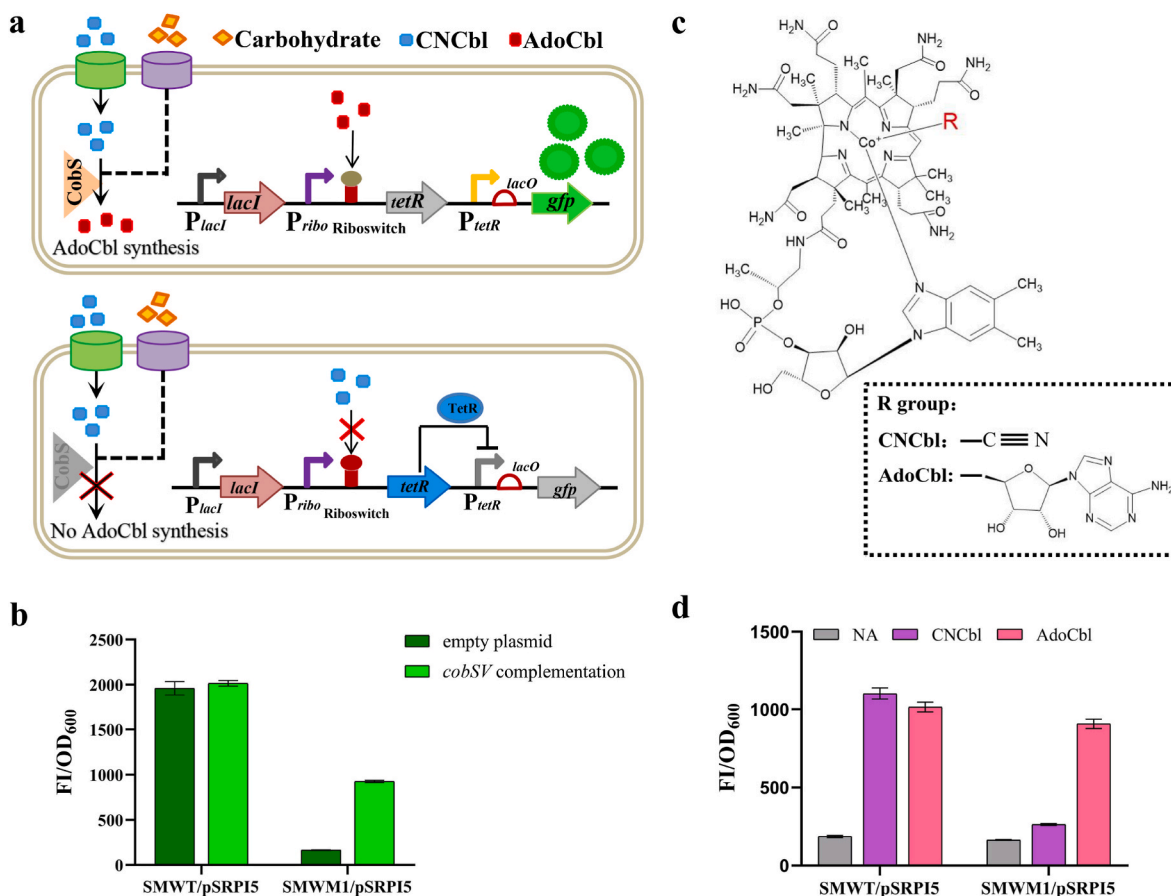 a
Carbohydrate CNCbl AdoCbl
CobS
AdoCbl synthesis
PlacI lacI Pribo Riboswitch tetR PtetR lacO gfp
CobS
No AdoCbl synthesis
TetR
PlacI lacI Pribo Riboswitch tetR PtetR lacO gfp
b
2500
2000
1500
1000
500
0
FI/OD600
SMWT/pSRPI5 SMWM1/pSRPI5
empty plasmid
cobSV complementation
c
H2N
O
NH2
O
H3C
CH3
O
NH2
H2N
O
H3C
CH3
O
NH2
H3C
N
N
R
Co+
H3C
N
N
CH3
CH3
O
H2N
CH3
O
NH2
HN
O
H3C
O
HO
P
O
O
OH
HO
O
N
N
CH3
CH3
R group:
CNCbl: C N
AdoCbl: O N N N N NH2
HO OH
d
NA CNCbl AdoCbl
1500
1000
500
0
FI/OD600
SMWT/pSRPI5 SMWM1/pSRPI5